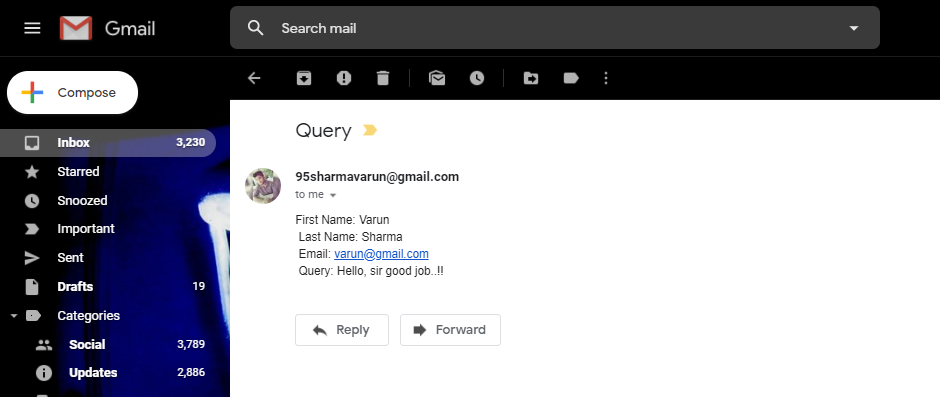 Gmail
Search mail
Compose
Inbox 3,230
Starred
Snoozed
Important
Sent
Drafts 19
Categories
Social 3,789
Updates 2,886
Query
95sharmavarun@gmail.com
to me
First Name: Varun
Last Name: Sharma
Email: varun@gmail.com
Query: Hello, sir good job..!!
Reply Forward